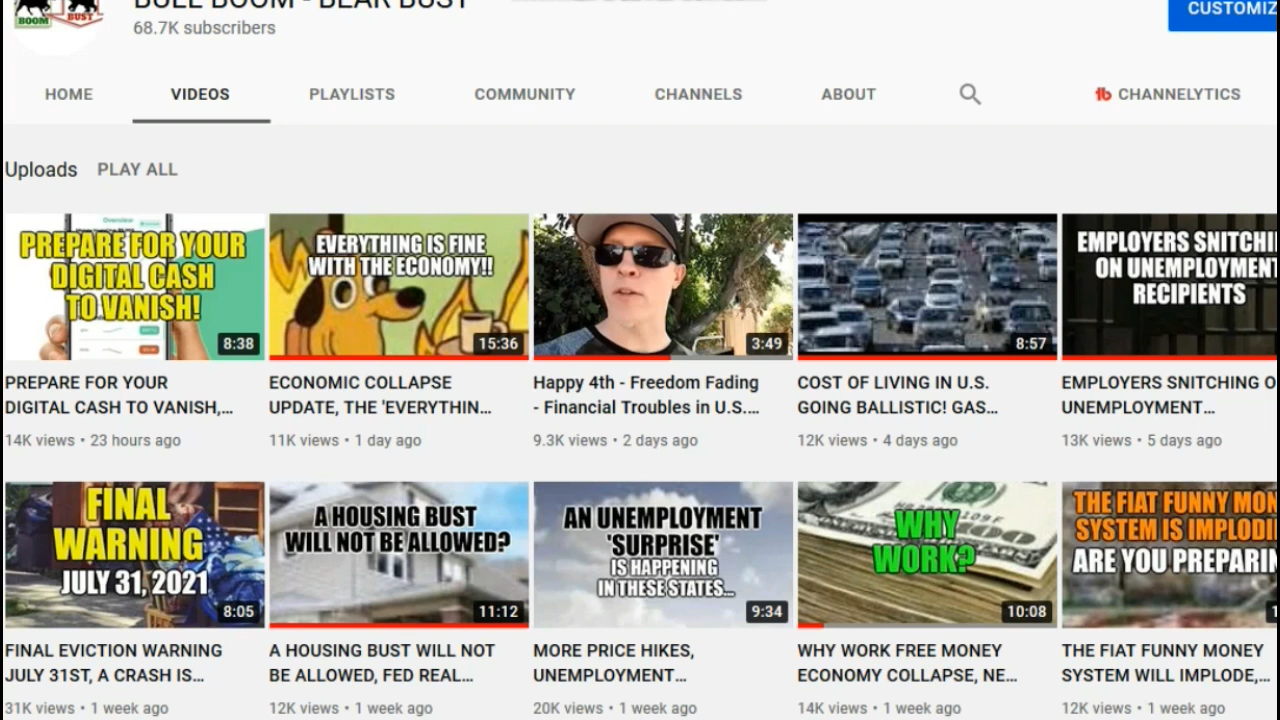 BOOM BUST
BULL BOOM - BEAR BUST
68.7K subscribers
CUSTOMIZ
HOME VIDEOS PLAYLISTS COMMUNITY CHANNELS ABOUT CHANNELYTICS
Uploads PLAY ALL
PREPARE FOR YOUR
DIGITAL CASH
TO VANISH!
8:38
EVERYTHING IS FINE
WITH THE ECONOMY!!
15:36
3:49
8:57
EMPLOYERS SNITCHI
ON UNEMPLOYMENT
RECIPIENTS
PREPARE FOR YOUR
DIGITAL CASH TO VANISH,...
14K views • 23 hours ago
ECONOMIC COLLAPSE
UPDATE, THE 'EVERYTHIN...
11K views • 1 day ago
Happy 4th - Freedom Fading
- Financial Troubles in U.S....
9.3K views • 2 days ago
COST OF LIVING IN U.S.
GOING BALLISTIC! GAS...
12K views • 4 days ago
EMPLOYERS SNITCHING O
UNEMPLOYMENT...
13K views • 5 days ago
FINAL
WARNING
JULY 31, 2021
8:05
A HOUSING BUST
WILL NOT BE ALLOWED?
11:12
AN UNEMPLOYMENT
'SURPRISE'
IS HAPPENING
IN THESE STATES...
9:34
WHY
WORK?
10:08
THE FIAT FUNNY MON
SYSTEM IS IMPLODI
ARE YOU PREPARIN
1
FINAL EVICTION WARNING
JULY 31ST, A CRASH IS...
31K views • 1 week ago
A HOUSING BUST WILL NOT
BE ALLOWED, FED REAL...
12K views • 1 week ago
MORE PRICE HIKES,
UNEMPLOYMENT...
20K views • 1 week ago
WHY WORK FREE MONEY
ECONOMY COLLAPSE, NE...
14K views • 1 week ago
THE FIAT FUNNY MONEY
SYSTEM WILL IMPLODE,...
12K views • 1 week ago